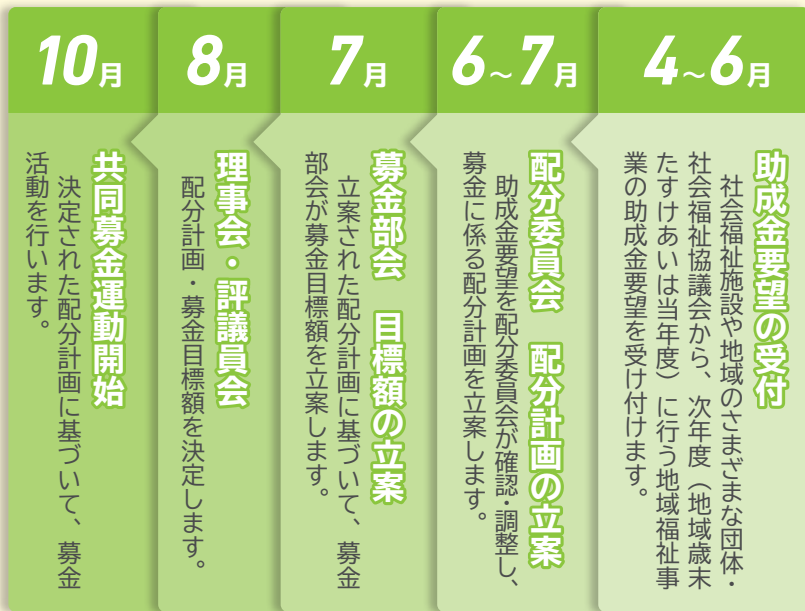 4～6月
助成金要望の受付
社会福祉施設や地域のさまざまな団体・
社会福祉協議会から、次年度（地域歳末
たすけあいは当年度）に行う地域福祉事
業の助成金要望を受け付けます。
6～7月
配分委員会　配分計画の立案
助成金要望を配分委員会が確認・調整し、
募金に係る配分計画を立案します。
7月
募金部会　目標額の立案
立案された配分計画に基づいて、募金
部会が募金目標額を立案します。
8月
理事会・評議員会
配分計画・募金目標額を決定します。
10月
共同募金運動開始
決定された配分計画に基づいて、募金
活動を行います。